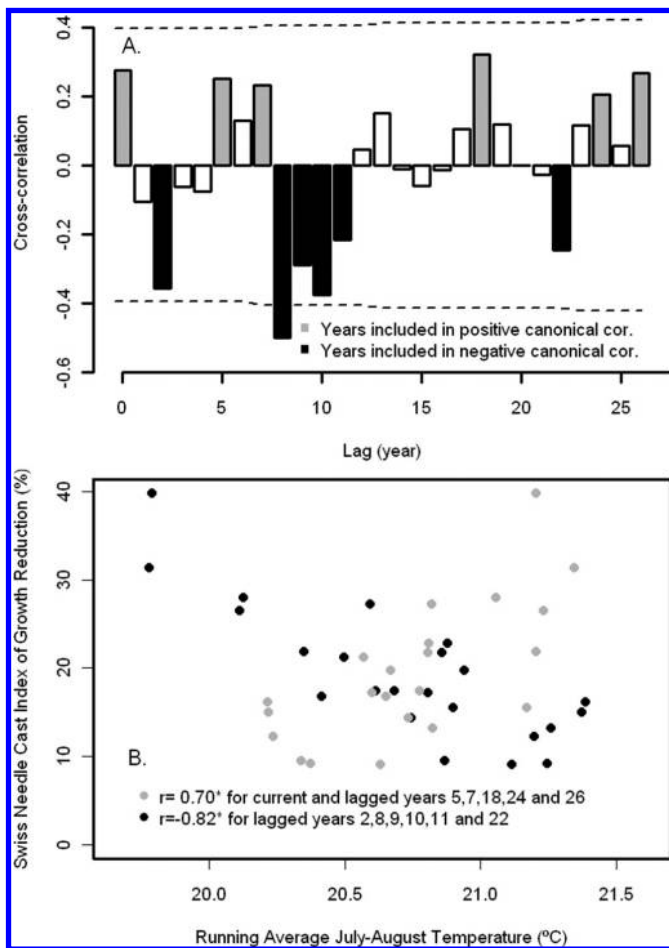 A.
Cross-correlation
0.4
0.2
0.0
-0.2
-0.4
-0.6
Years included in positive canonical cor.
Years included in negative canonical cor.
0 5 10 15 20 25
Lag (year)
Swiss Needle Cast Index of Growth Reduction (%)
40
30
20
10
0
B.
r= 0.70* for current and lagged years 5,7,18,24 and 26
r=-0.82* for lagged years 2,8,9,10,11 and 22
20.0 20.5 21.0 21.5
Running Average July-August Temperature (ºC)